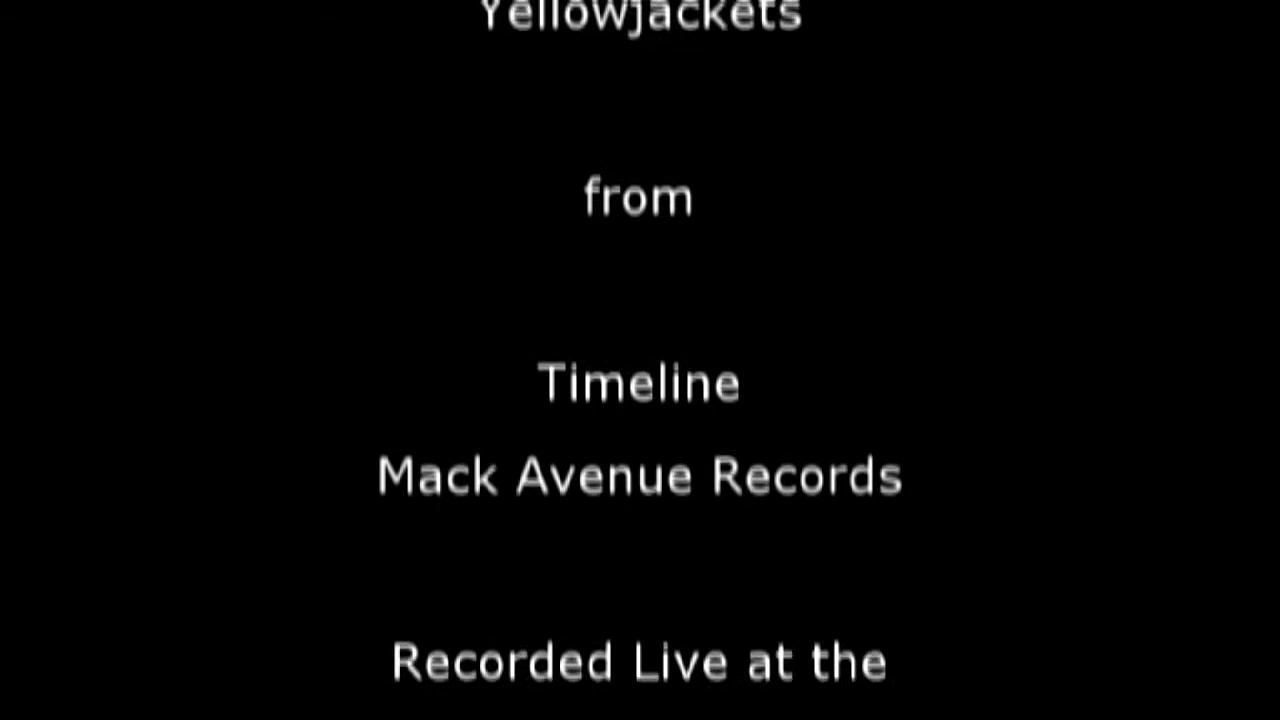 Yellowjackets
from
Timeline
Mack Avenue Records
Recorded Live at the